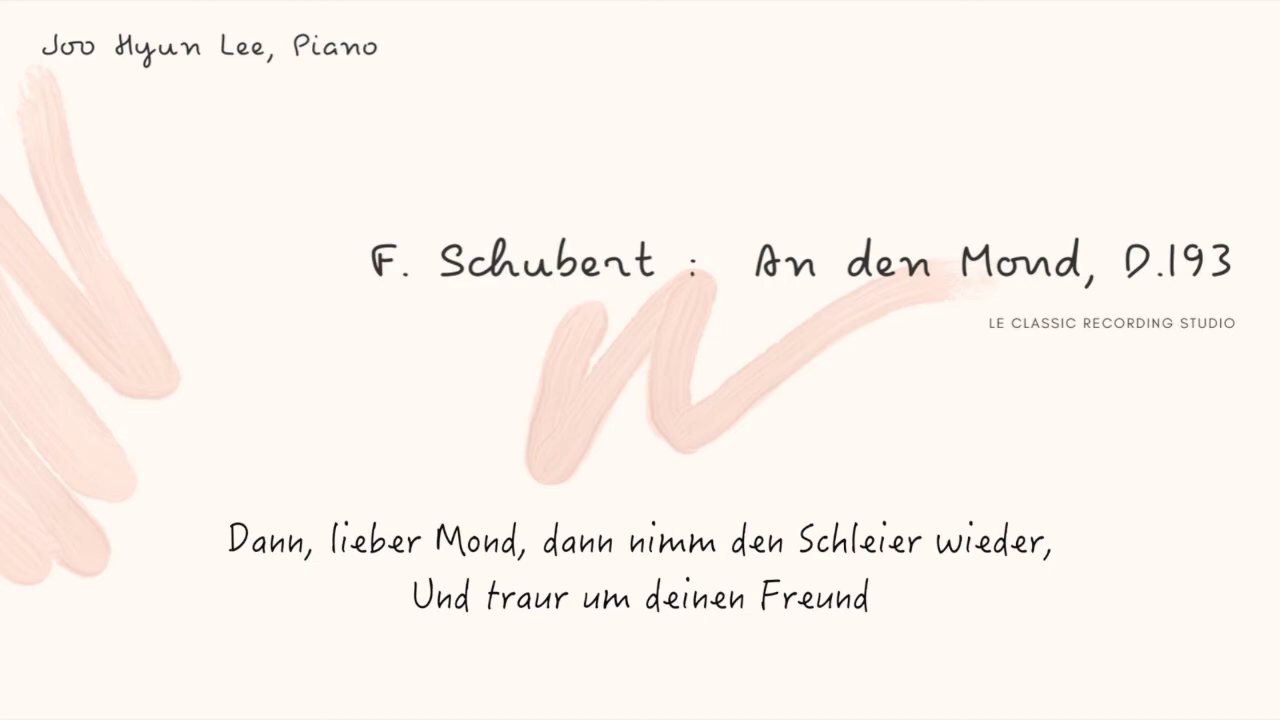 Joo Hyun Lee, Piano
F. Schubert : An den Mond, D.193
LE CLASSIC RECORDING STUDIO
Dann, lieber Mond, dann nimm den Schleier wieder,
Und traur um deinen Freund